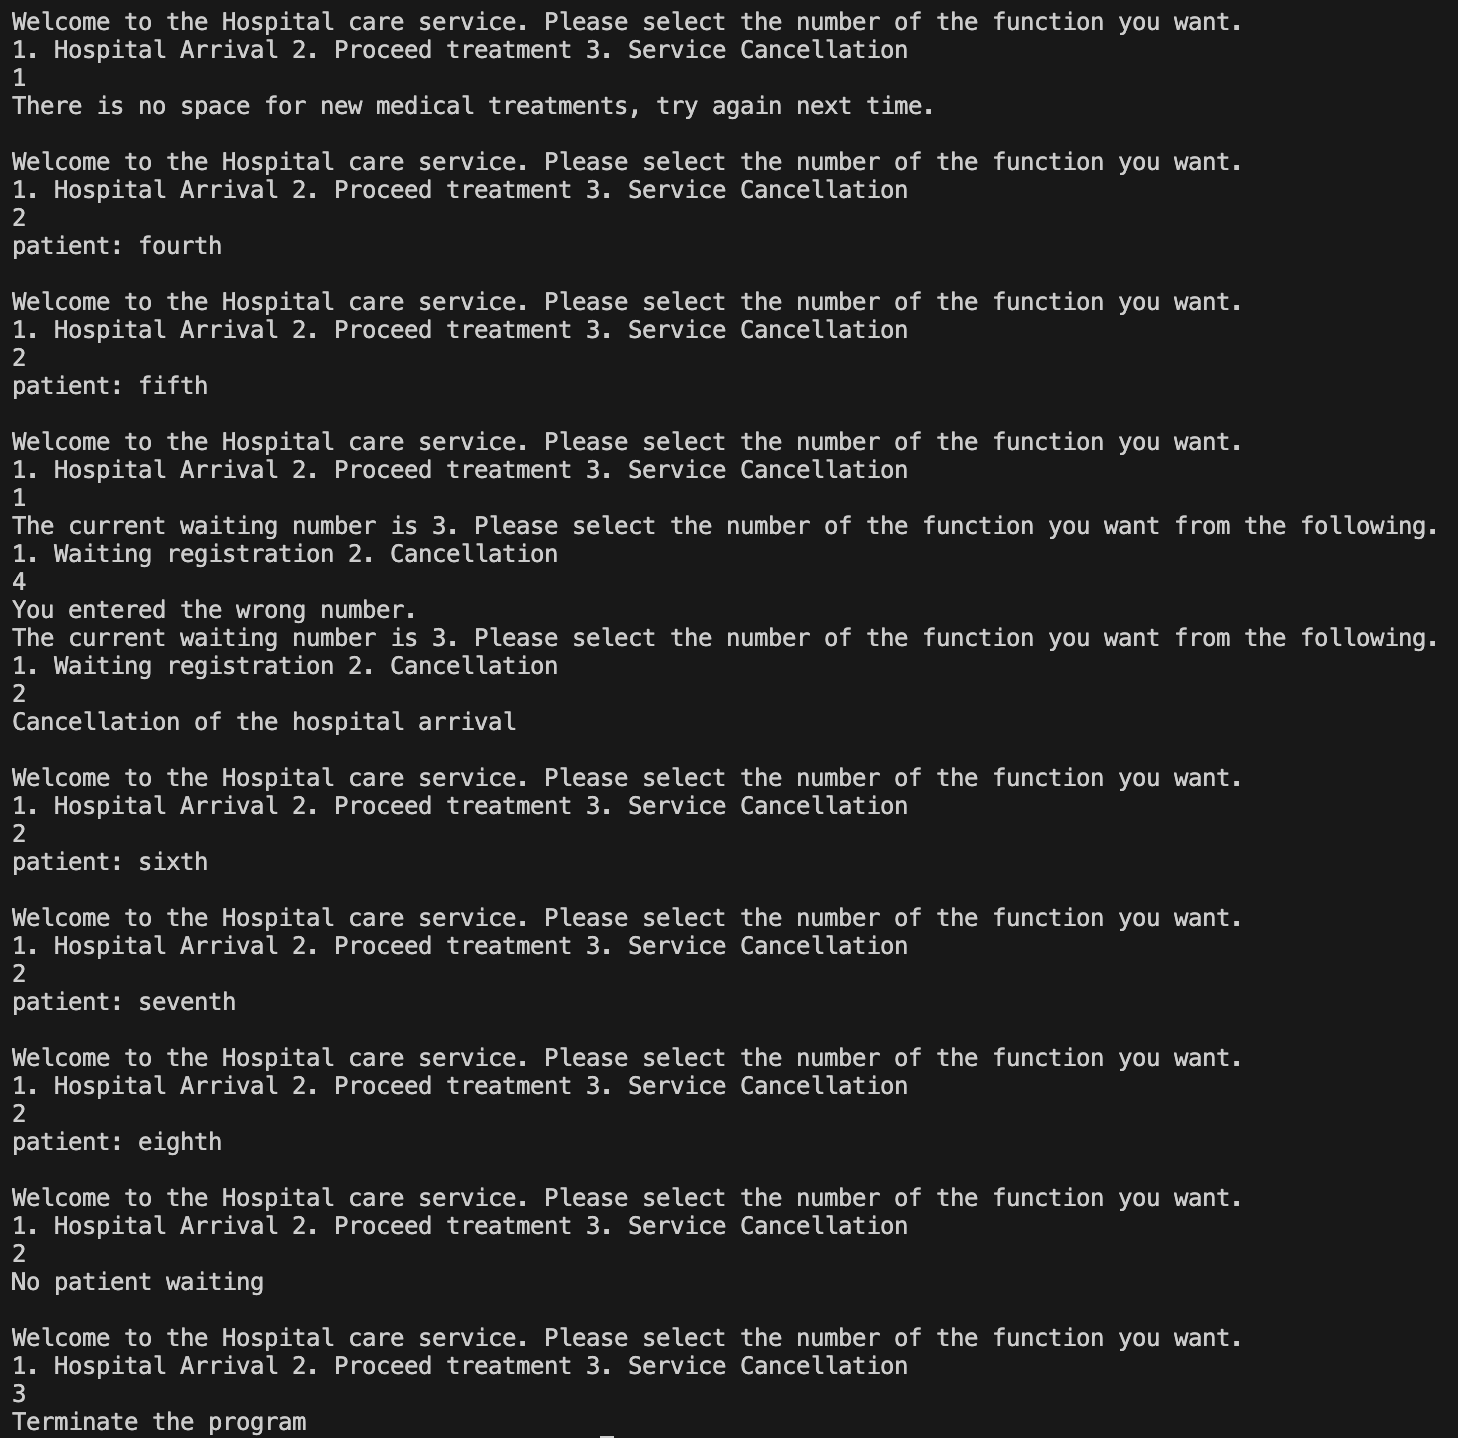 Welcome to the Hospital care service. Please select the number of the function you want.
1. Hospital Arrival 2. Proceed treatment 3. Service Cancellation
1
There is no space for new medical treatments, try again next time.
Welcome to the Hospital care service. Please select the number of the function you want.
1. Hospital Arrival 2. Proceed treatment 3. Service Cancellation
2
patient: fourth
Welcome to the Hospital care service. Please select the number of the function you want.
1. Hospital Arrival 2. Proceed treatment 3. Service Cancellation
2
patient: fifth
Welcome to the Hospital care service. Please select the number of the function you want.
1. Hospital Arrival 2. Proceed treatment 3. Service Cancellation
1
The current waiting number is 3. Please select the number of the function you want from the following.
1. Waiting registration 2. Cancellation
4
You entered the wrong number.
The current waiting number is 3. Please select the number of the function you want from the following.
1. Waiting registration 2. Cancellation
2
Cancellation of the hospital arrival
Welcome to the Hospital care service. Please select the number of the function you want.
1. Hospital Arrival 2. Proceed treatment 3. Service Cancellation
2
patient: sixth
Welcome to the Hospital care service. Please select the number of the function you want.
1. Hospital Arrival 2. Proceed treatment 3. Service Cancellation
2
patient: seventh
Welcome to the Hospital care service. Please select the number of the function you want.
1. Hospital Arrival 2. Proceed treatment 3. Service Cancellation
2
patient: eighth
Welcome to the Hospital care service. Please select the number of the function you want.
1. Hospital Arrival 2. Proceed treatment 3. Service Cancellation
2
No patient waiting
Welcome to the Hospital care service. Please select the number of the function you want.
1. Hospital Arrival 2. Proceed treatment 3. Service Cancellation
3
Terminate the program